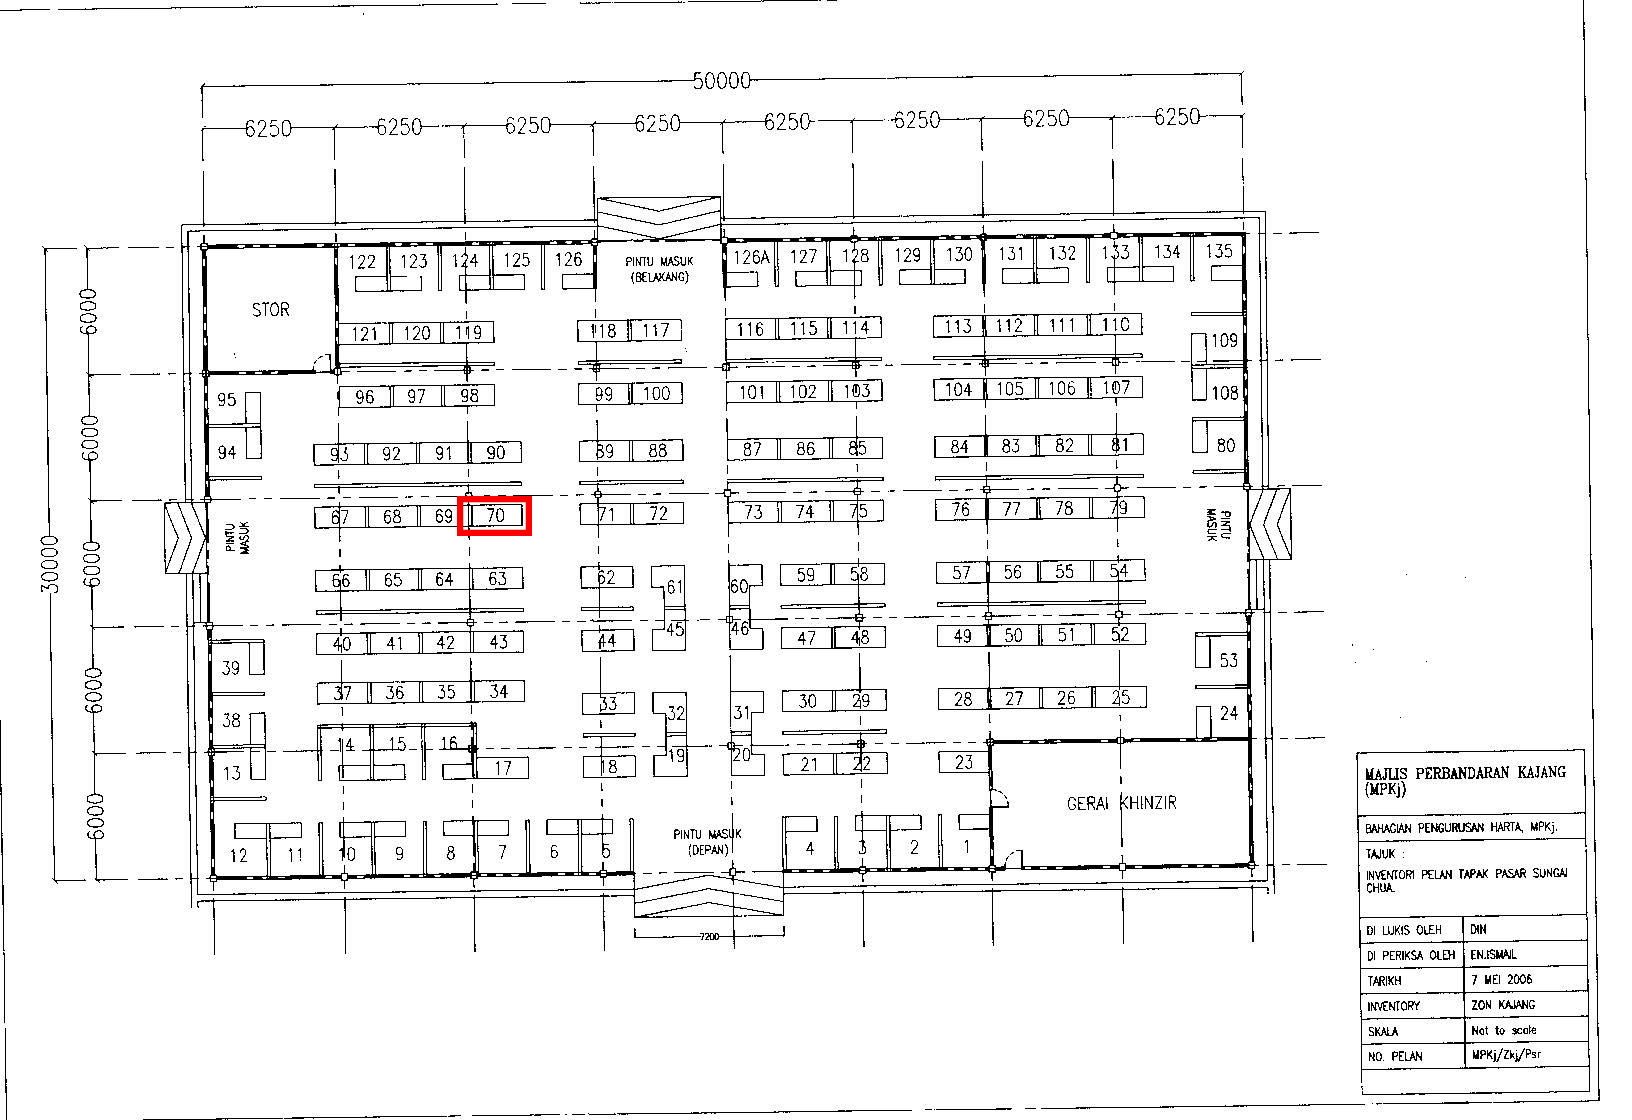 50000
6250 6250 6250 6250 6250 6250 6250 6250
122 123 124 125 126 PINTU MASUK 126A 127 128 129 130 131 132 133 134 135
(BELAKANG)
STOR
6000
121 120 119 118 117 116 115 114 113 112 111 110
109
95 96 97 98 99 100 101 102 103 104 105 106 107 108
6000
94 93 92 91 90 89 88 87 86 85 84 83 82 81 80
PINTU MASUK
67 68 69 70 71 72 73 74 75 76 77 78 79
PINTU MASUK
30000
6000
66 65 64 63 62 61 60 59 58 57 56 55 54
40 41 42 43 44 45 46 47 48 49 50 51 52
39 53
6000
37 36 35 34 33 32 31 30 29 28 27 26 25
38 24
14 15 16
13 17 18 19 20 21 22 23
6000
GERAI KHINZIR
PINTU MASUK
(DEPAN)
12 11 10 9 8 7 6 5 4 3 2 1
7200
MAJLIS PERBANDARAN KAJANG
(MPKj)
BAHAGIAN PENGURUSAN HARTA, MPKj.
TAJUK :
INVENTORI PELAN TAPAK PASAR SUNGAI
CHUA.
DI LUKIS OLEH DIN
DI PERIKSA OLEH EN.ISMAIL
TARIKH 7 MEI 2006
INVENTORY ZON KAJANG
SKALA Not to scale
NO. PELAN MPKj/Zkj/Psr